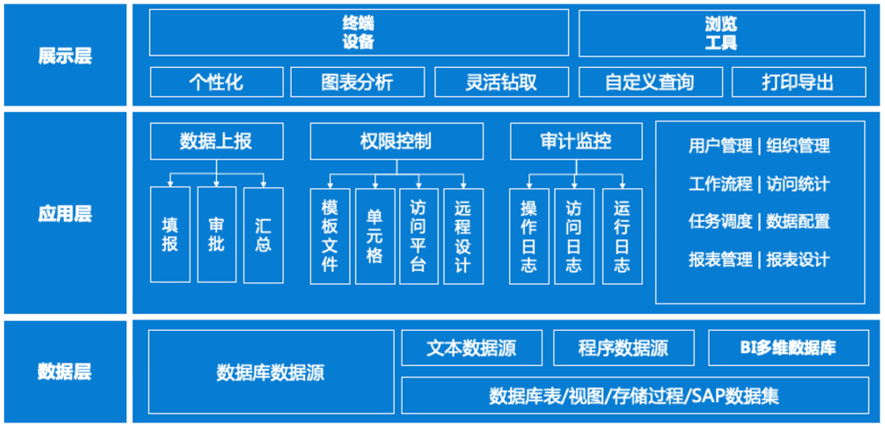 展示层
终端
设备
浏览
工具
个性化
图表分析
灵活钻取
自定义查询
打印导出
应用层
数据上报
填报
审批
汇总
权限控制
模板文件
单元格
访问平台
远程设计
审计监控
操作日志
访问日志
运行日志
用户管理 | 组织管理
工作流程 | 访问统计
任务调度 | 数据配置
报表管理 | 报表设计
数据层
数据库数据源
文本数据源
程序数据源
BI多维数据库
数据库表/视图/存储过程/SAP数据集